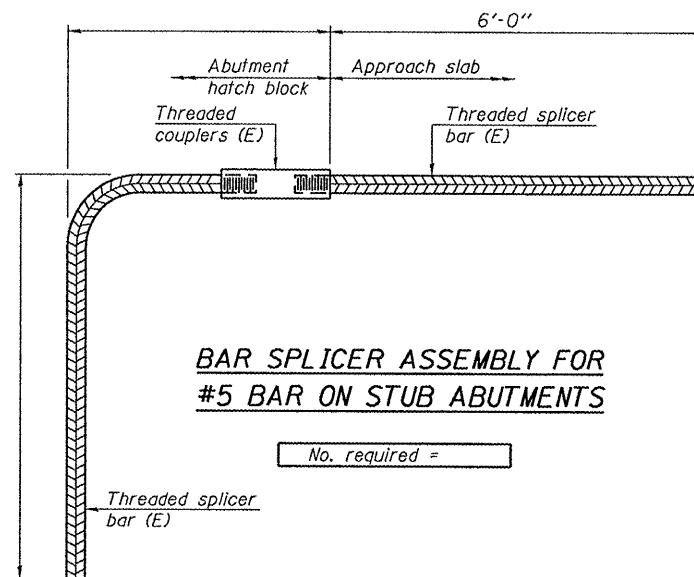 6'-0"
Abutment
hatch block
Approach slab
Threaded
couplers (E)
Threaded splicer
bar (E)
BAR SPLICER ASSEMBLY FOR
#5 BAR ON STUB ABUTMENTS
No. required =
Threaded splicer
bar (E)